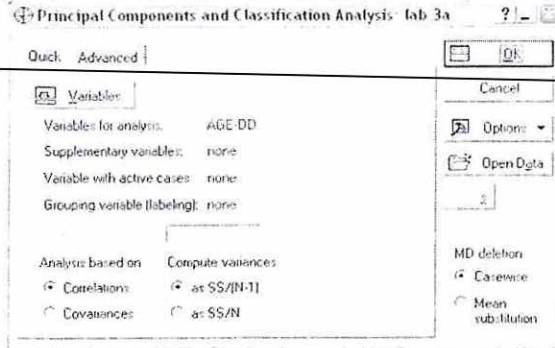 Principal Components and Classification Analysis: lab 3a ? _
Quick Advanced
OK
Variables
Cancel
Variables for analysis: AGE-DD
Supplementary variables: none
Options
Variable with active cases: none
Open Data
Grouping variable (labeling): none
Analysis based on Compute variances
MD deletion
Correlations as SS/(N-1)
Casewise
Covariances as SS/N
Mean
substitution